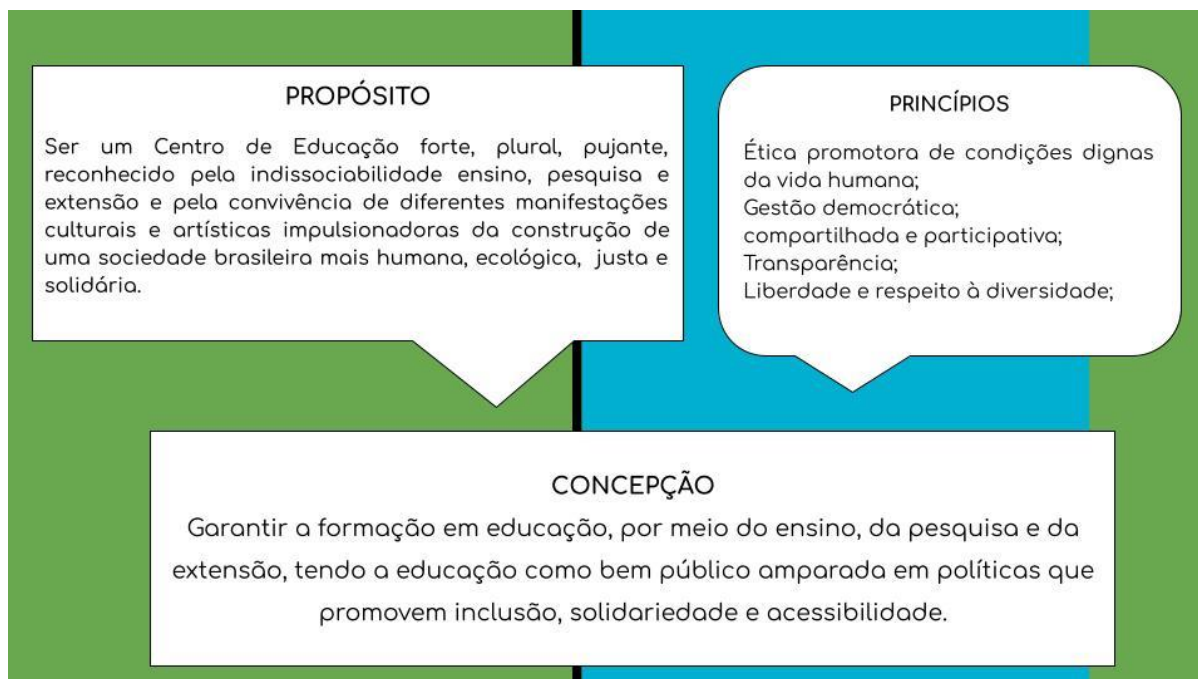 PROPÓSITO
Ser um Centro de Educação forte, plural, pujante,
reconhecido pela indissociabilidade ensino, pesquisa e
extensão e pela convivência de diferentes manifestações
culturais e artísticas impulsionadoras da construção de
uma sociedade brasileira mais humana, ecológica, justa e
solidária.
PRINCÍPIOS
Ética promotora de condições dignas
da vida humana;
Gestão democrática;
compartilhada e participativa;
Transparência;
Liberdade e respeito à diversidade;
CONCEPÇÃO
Garantir a formação em educação, por meio do ensino, da pesquisa e da
extensão, tendo a educação como bem público amparada em políticas que
promovem inclusão, solidariedade e acessibilidade.